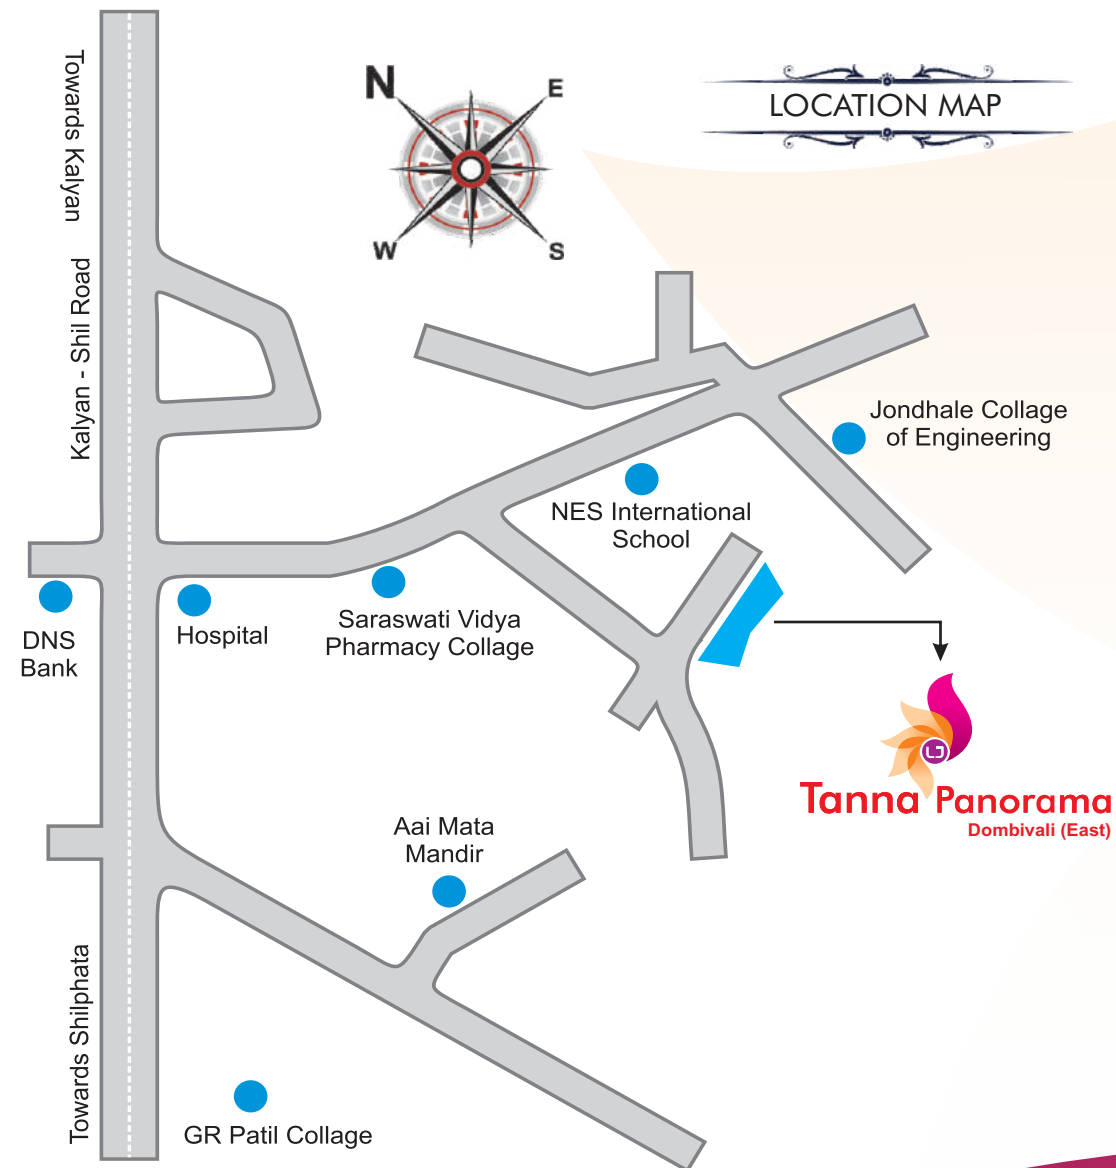 LOCATION MAP
N
E
W
S
Towards Kalyan
Kalyan - Shil Road
Jondhale Collage
of Engineering
NES International
School
Saraswati Vidya
Pharmacy Collage
Hospital
DNS
Bank
Tanna Panorama
Dombivali (East)
Aai Mata
Mandir
Towards Shilphata
GR Patil Collage